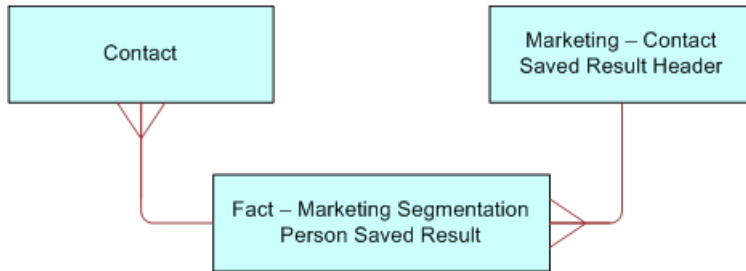 Contact
Marketing – Contact
Saved Result Header
Fact – Marketing Segmentation
Person Saved Result